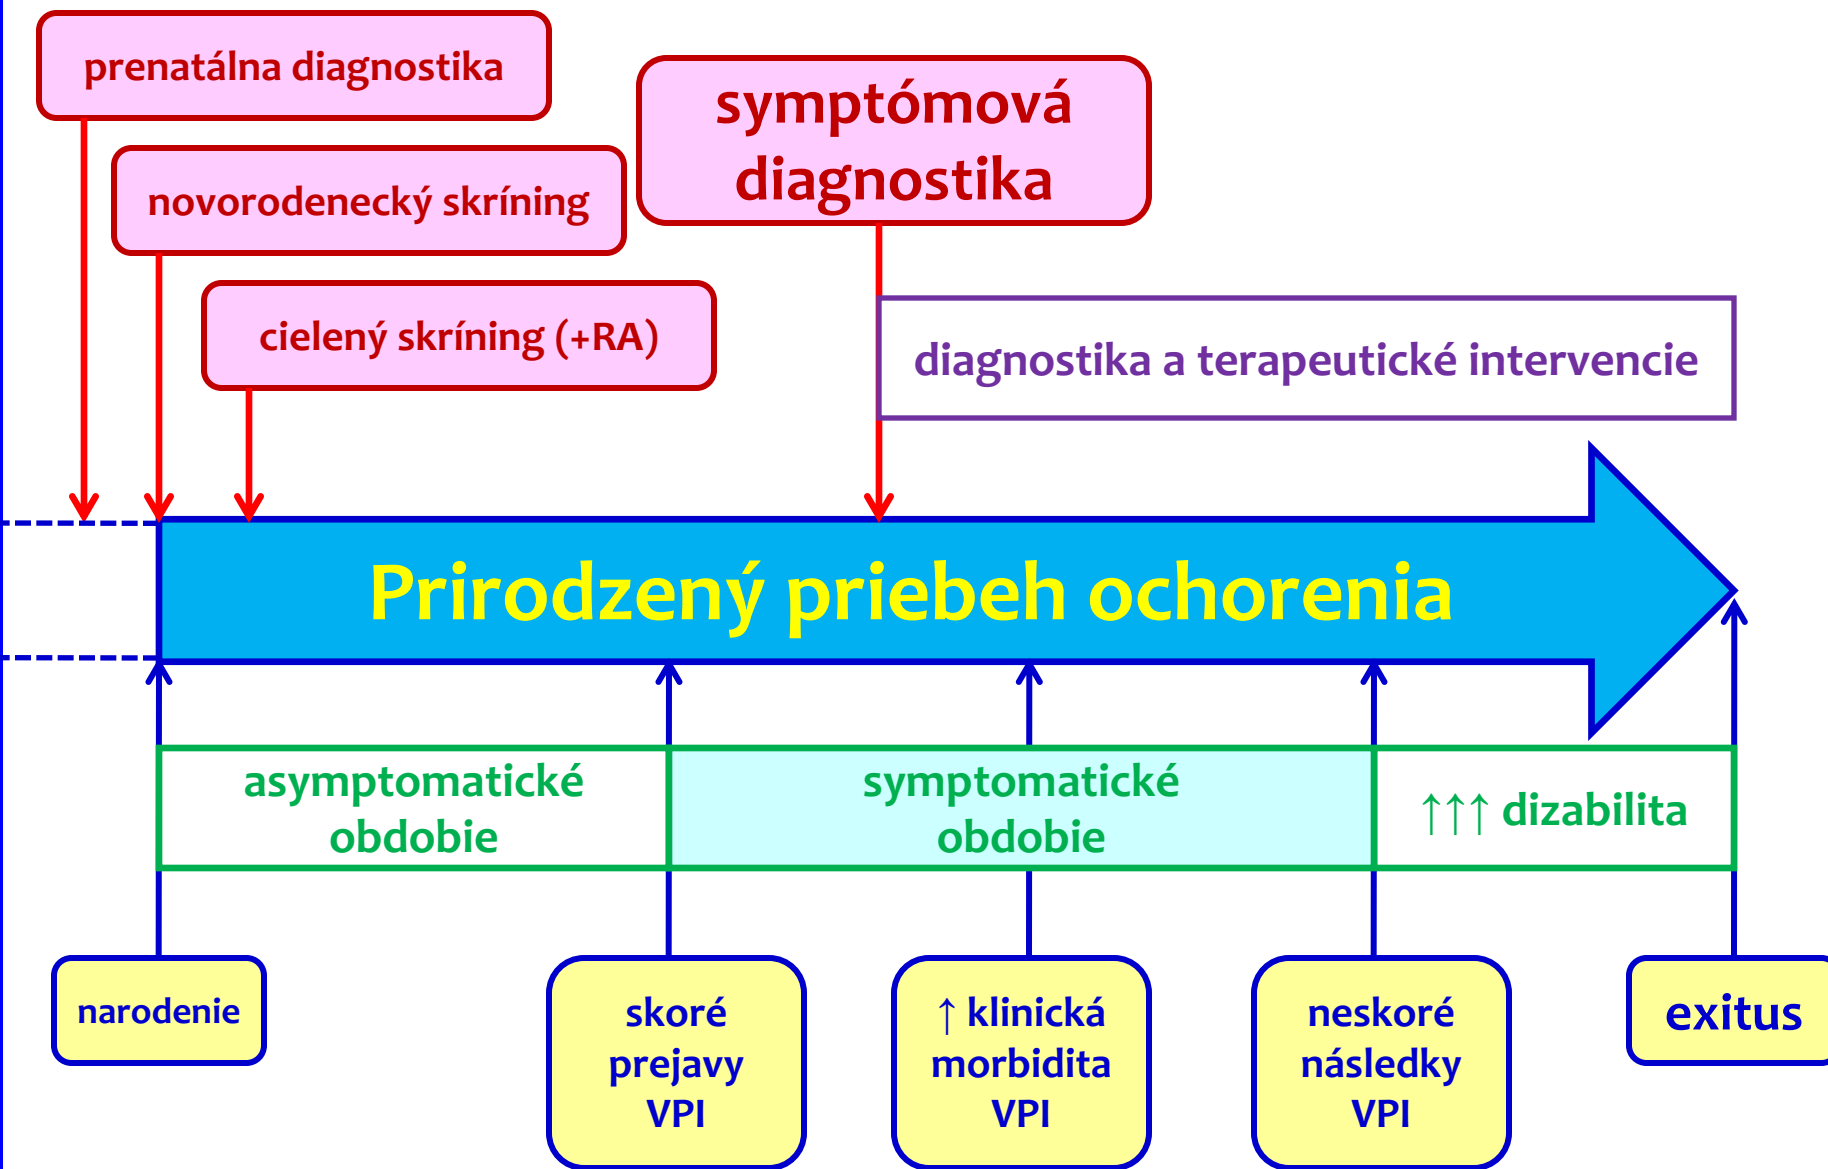 prenatálna diagnostika
novorodenecký skríning
cielený skríning (+RA)
symptómová
diagnostika
diagnostika a terapeutické intervencie
Prirodzený priebeh ochorenia
asymptomatické
obdobie
symptomatické
obdobie
↑↑↑ dizabilita
narodenie
skoré
prejavy
VPI
↑ klinická
morbidita
VPI
neskoré
následky
VPI
exitus